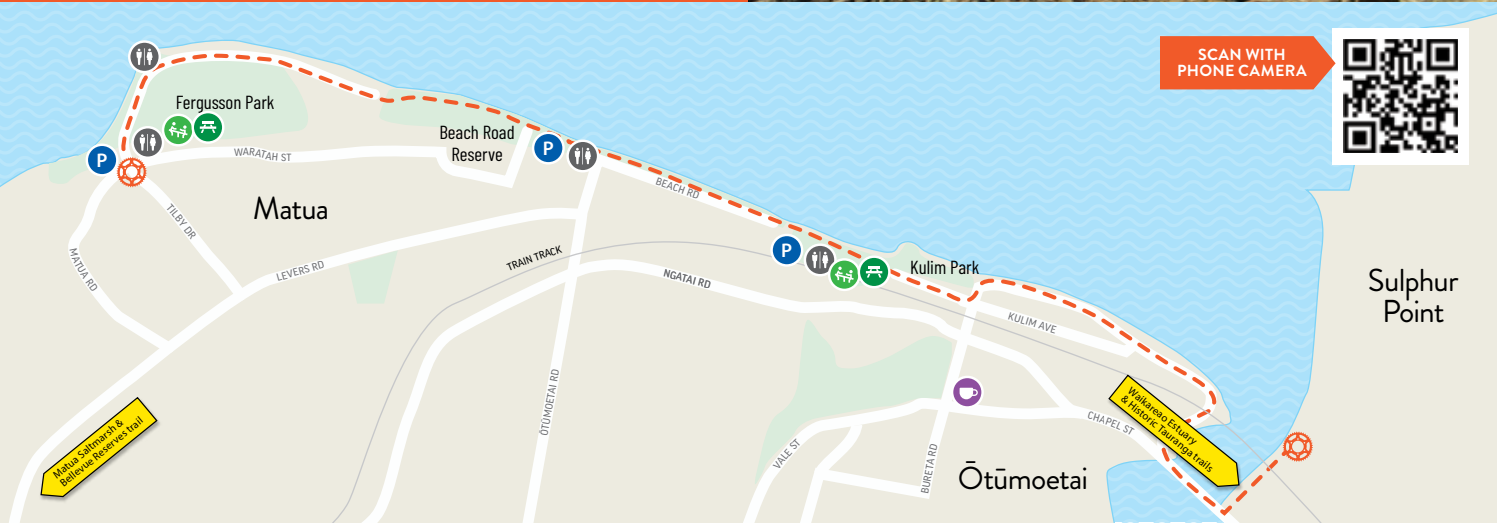 SCAN WITH
PHONE CAMERA
Fergusson Park
Beach Road
Reserve
P
P
WARATAH ST
BEACH RD
Matua
TILBY DR
MATUA RD
LEVERS RD
TRAIN TRACK
NGATAI RD
P
Kulim Park
KULIM AVE
Sulphur
Point
ŌTŪMOETAI RD
Matua Saltmarsh &
Bellevue Reserves trail
VALE ST
BURETA RD
CHAPEL ST
Waikareao Estuary
& Historic Tauranga trails
Ōtūmoetai